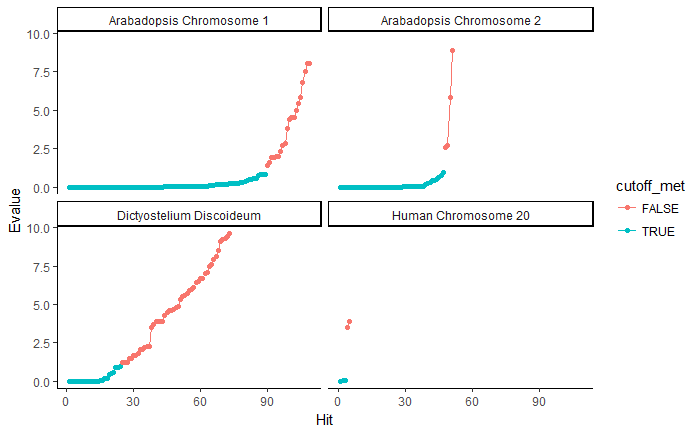 Arabadopsis Chromosome 1
Arabadopsis Chromosome 2
10.0
7.5
5.0
2.5
0.0
Dictyostelium Discoideum
Human Chromosome 20
10.0
7.5
5.0
2.5
0.0
0 30 60 90
0 30 60 90
Hit
Evalue
cutoff_met
FALSE
TRUE